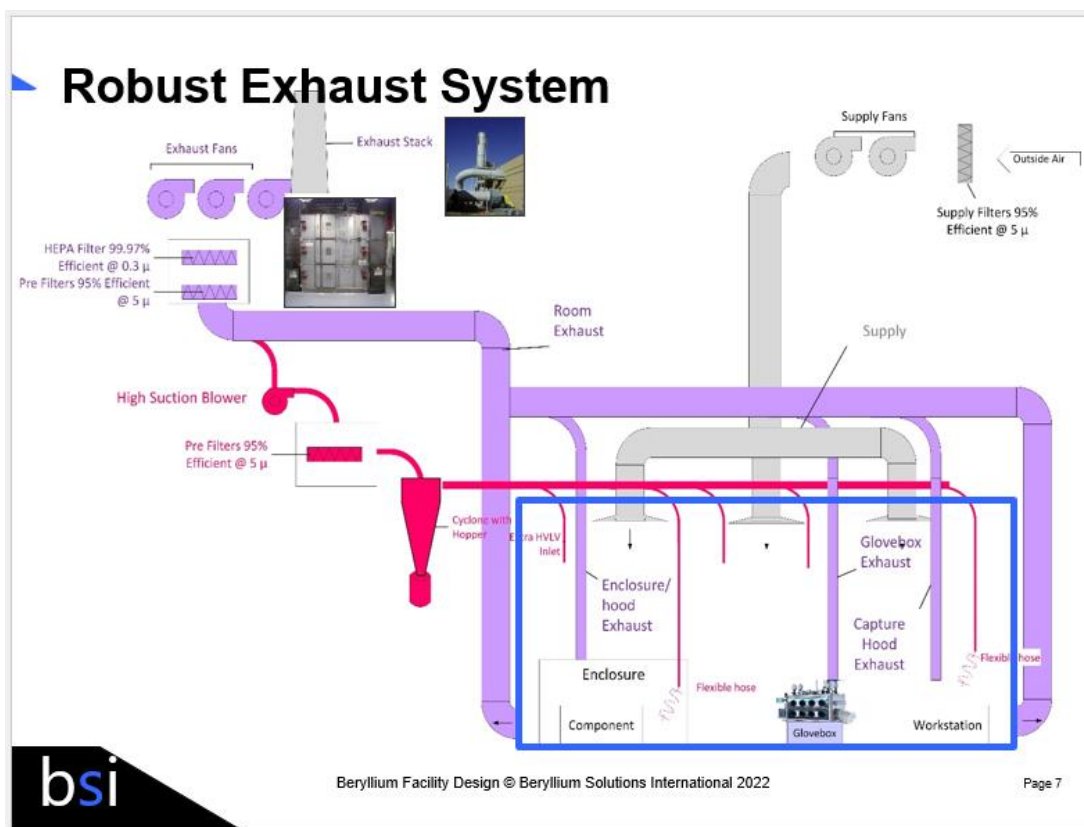 Robust Exhaust System
Exhaust Fans
Exhaust Stack
Supply Fans
Outside Air
Supply Filters 95%
Efficient @ 5 µ
HEPA Filter 99.97%
Efficient @ 0.3 µ
Pre Filters 95% Efficient
@ 5 µ
Room
Exhaust
Supply
High Suction Blower
Pre Filters 95%
Efficient @ 5 µ
Cyclone with
Hopper
Extra HVLV
Inlet
Enclosure/
hood
Exhaust
Glovebox
Exhaust
Capture
Hood
Exhaust
Flexible hose
Enclosure
Flexible hose
Component
Glovebox
Workstation
bsi
Beryllium Facility Design © Beryllium Solutions International 2022
Page 7